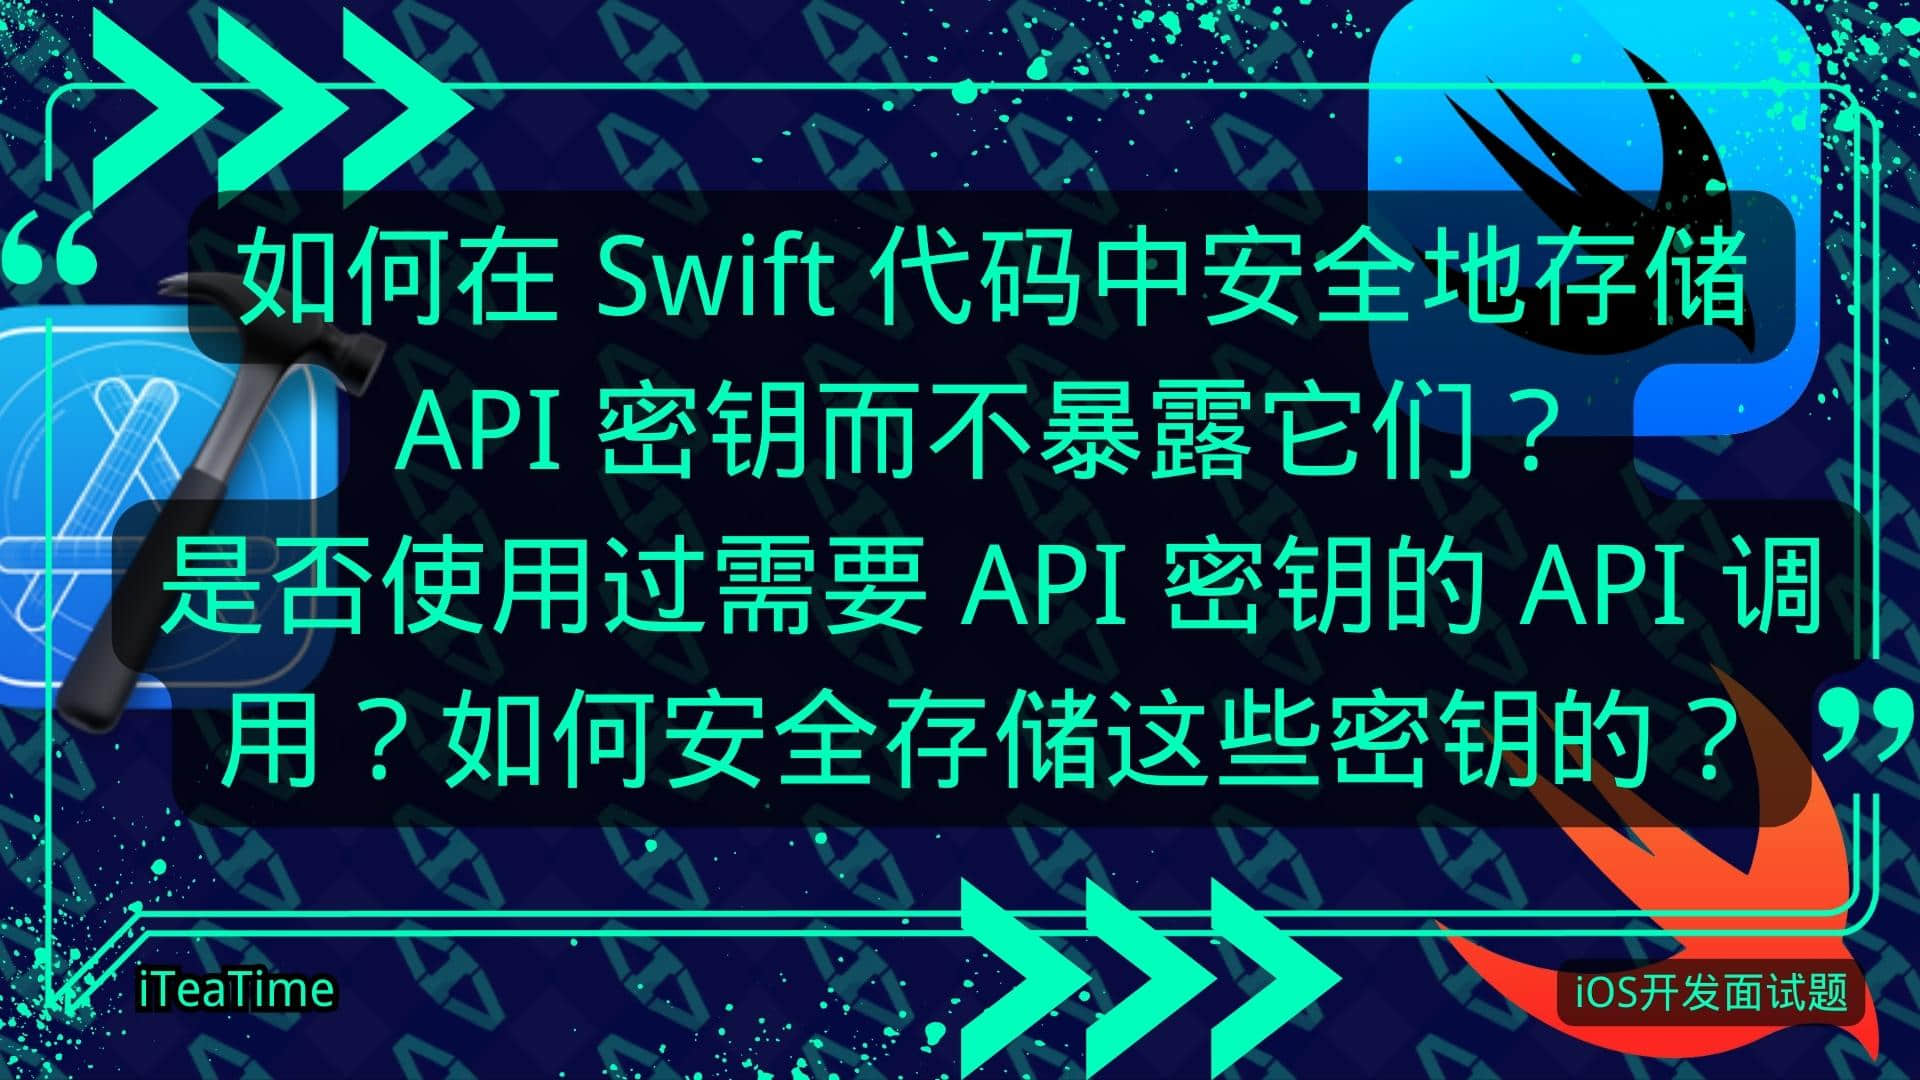 如何在 Swift 代码中安全地存储
API 密钥而不暴露它们？
是否使用过需要 API 密钥的 API 调
用？如何安全存储这些密钥的？
iTeaTime
iOS开发面试题